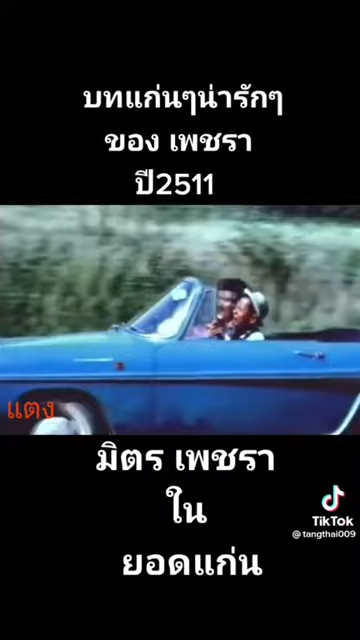 บทแก่นๆน่ารักๆ
ของ เพชรา
ปี2511
แตง
มิตร เพชรา
ใน
ยอดแก่น
TikTok
@tangthai009